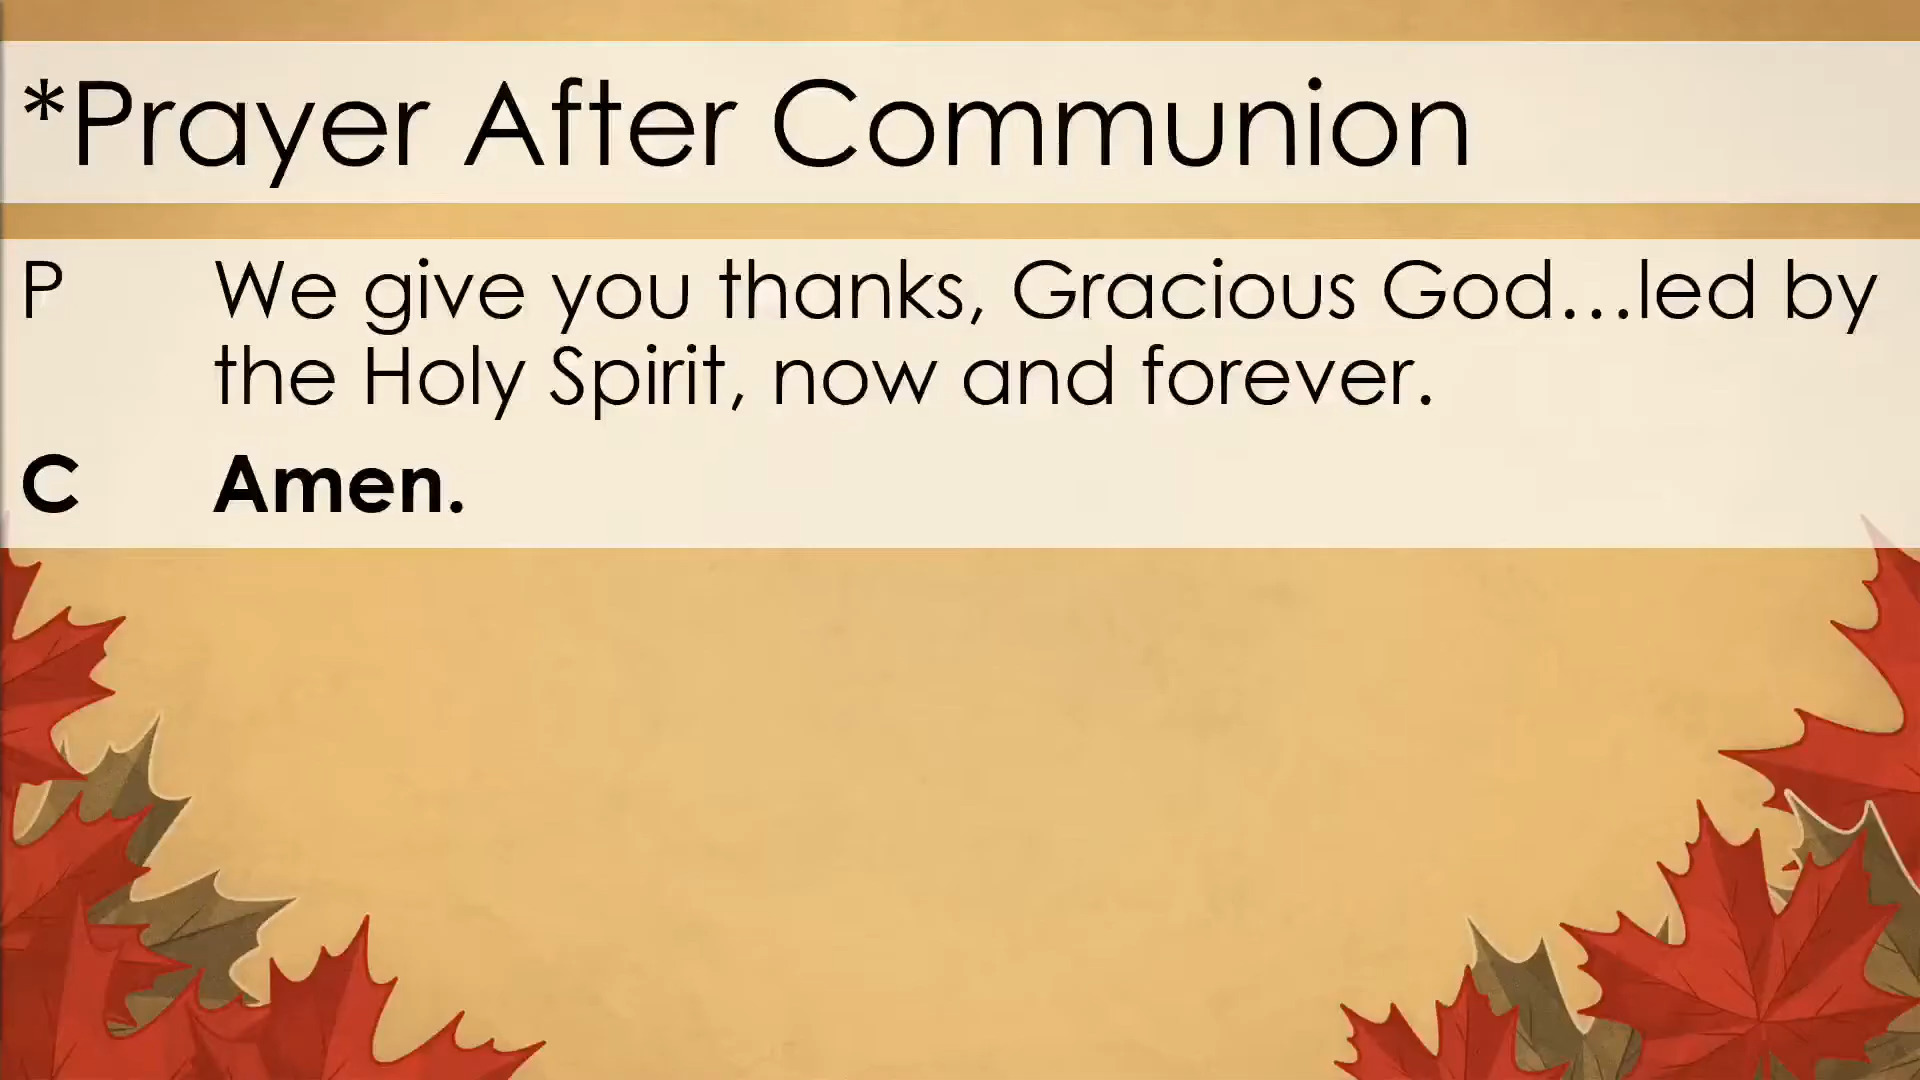 *Prayer After Communion
P We give you thanks, Gracious God...led by
the Holy Spirit, now and forever.
C Amen.